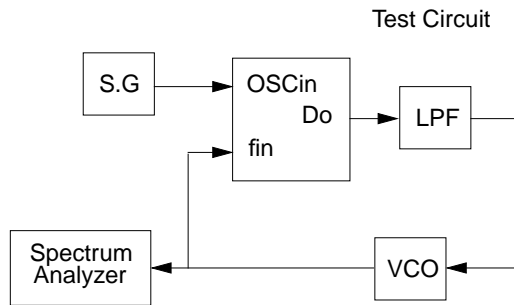 Test Circuit
S.G
OSCin
Do
fin
LPF
Spectrum
Analyzer
VCO